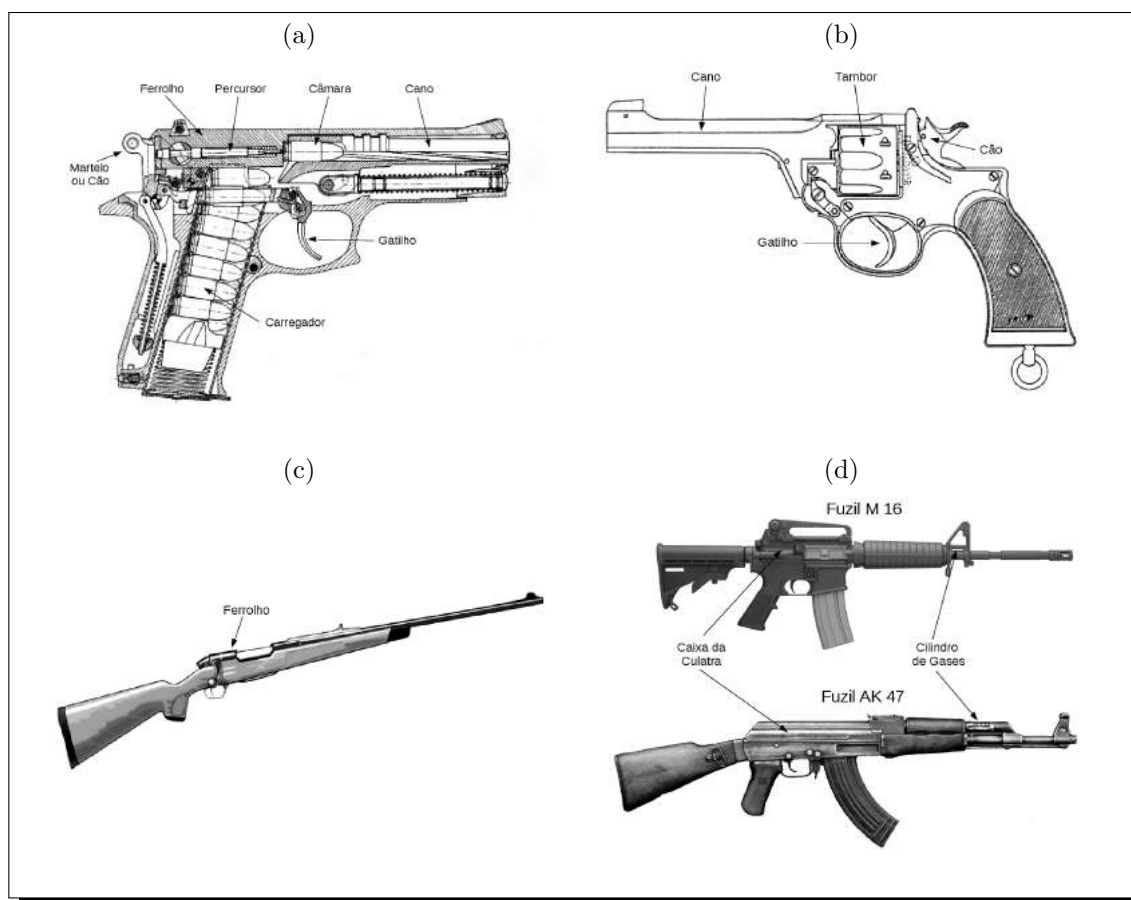 (a)
(b)
Ferrolho
Percursor
Câmara
Cano
Martelo
ou Cão
Gatilho
Carregador
Cano
Tambor
Cão
Gatilho
(c)
(d)
Ferrolho
Fuzil M 16
Caixa da
Culatra
Cilindro
de Gases
Fuzil AK 47